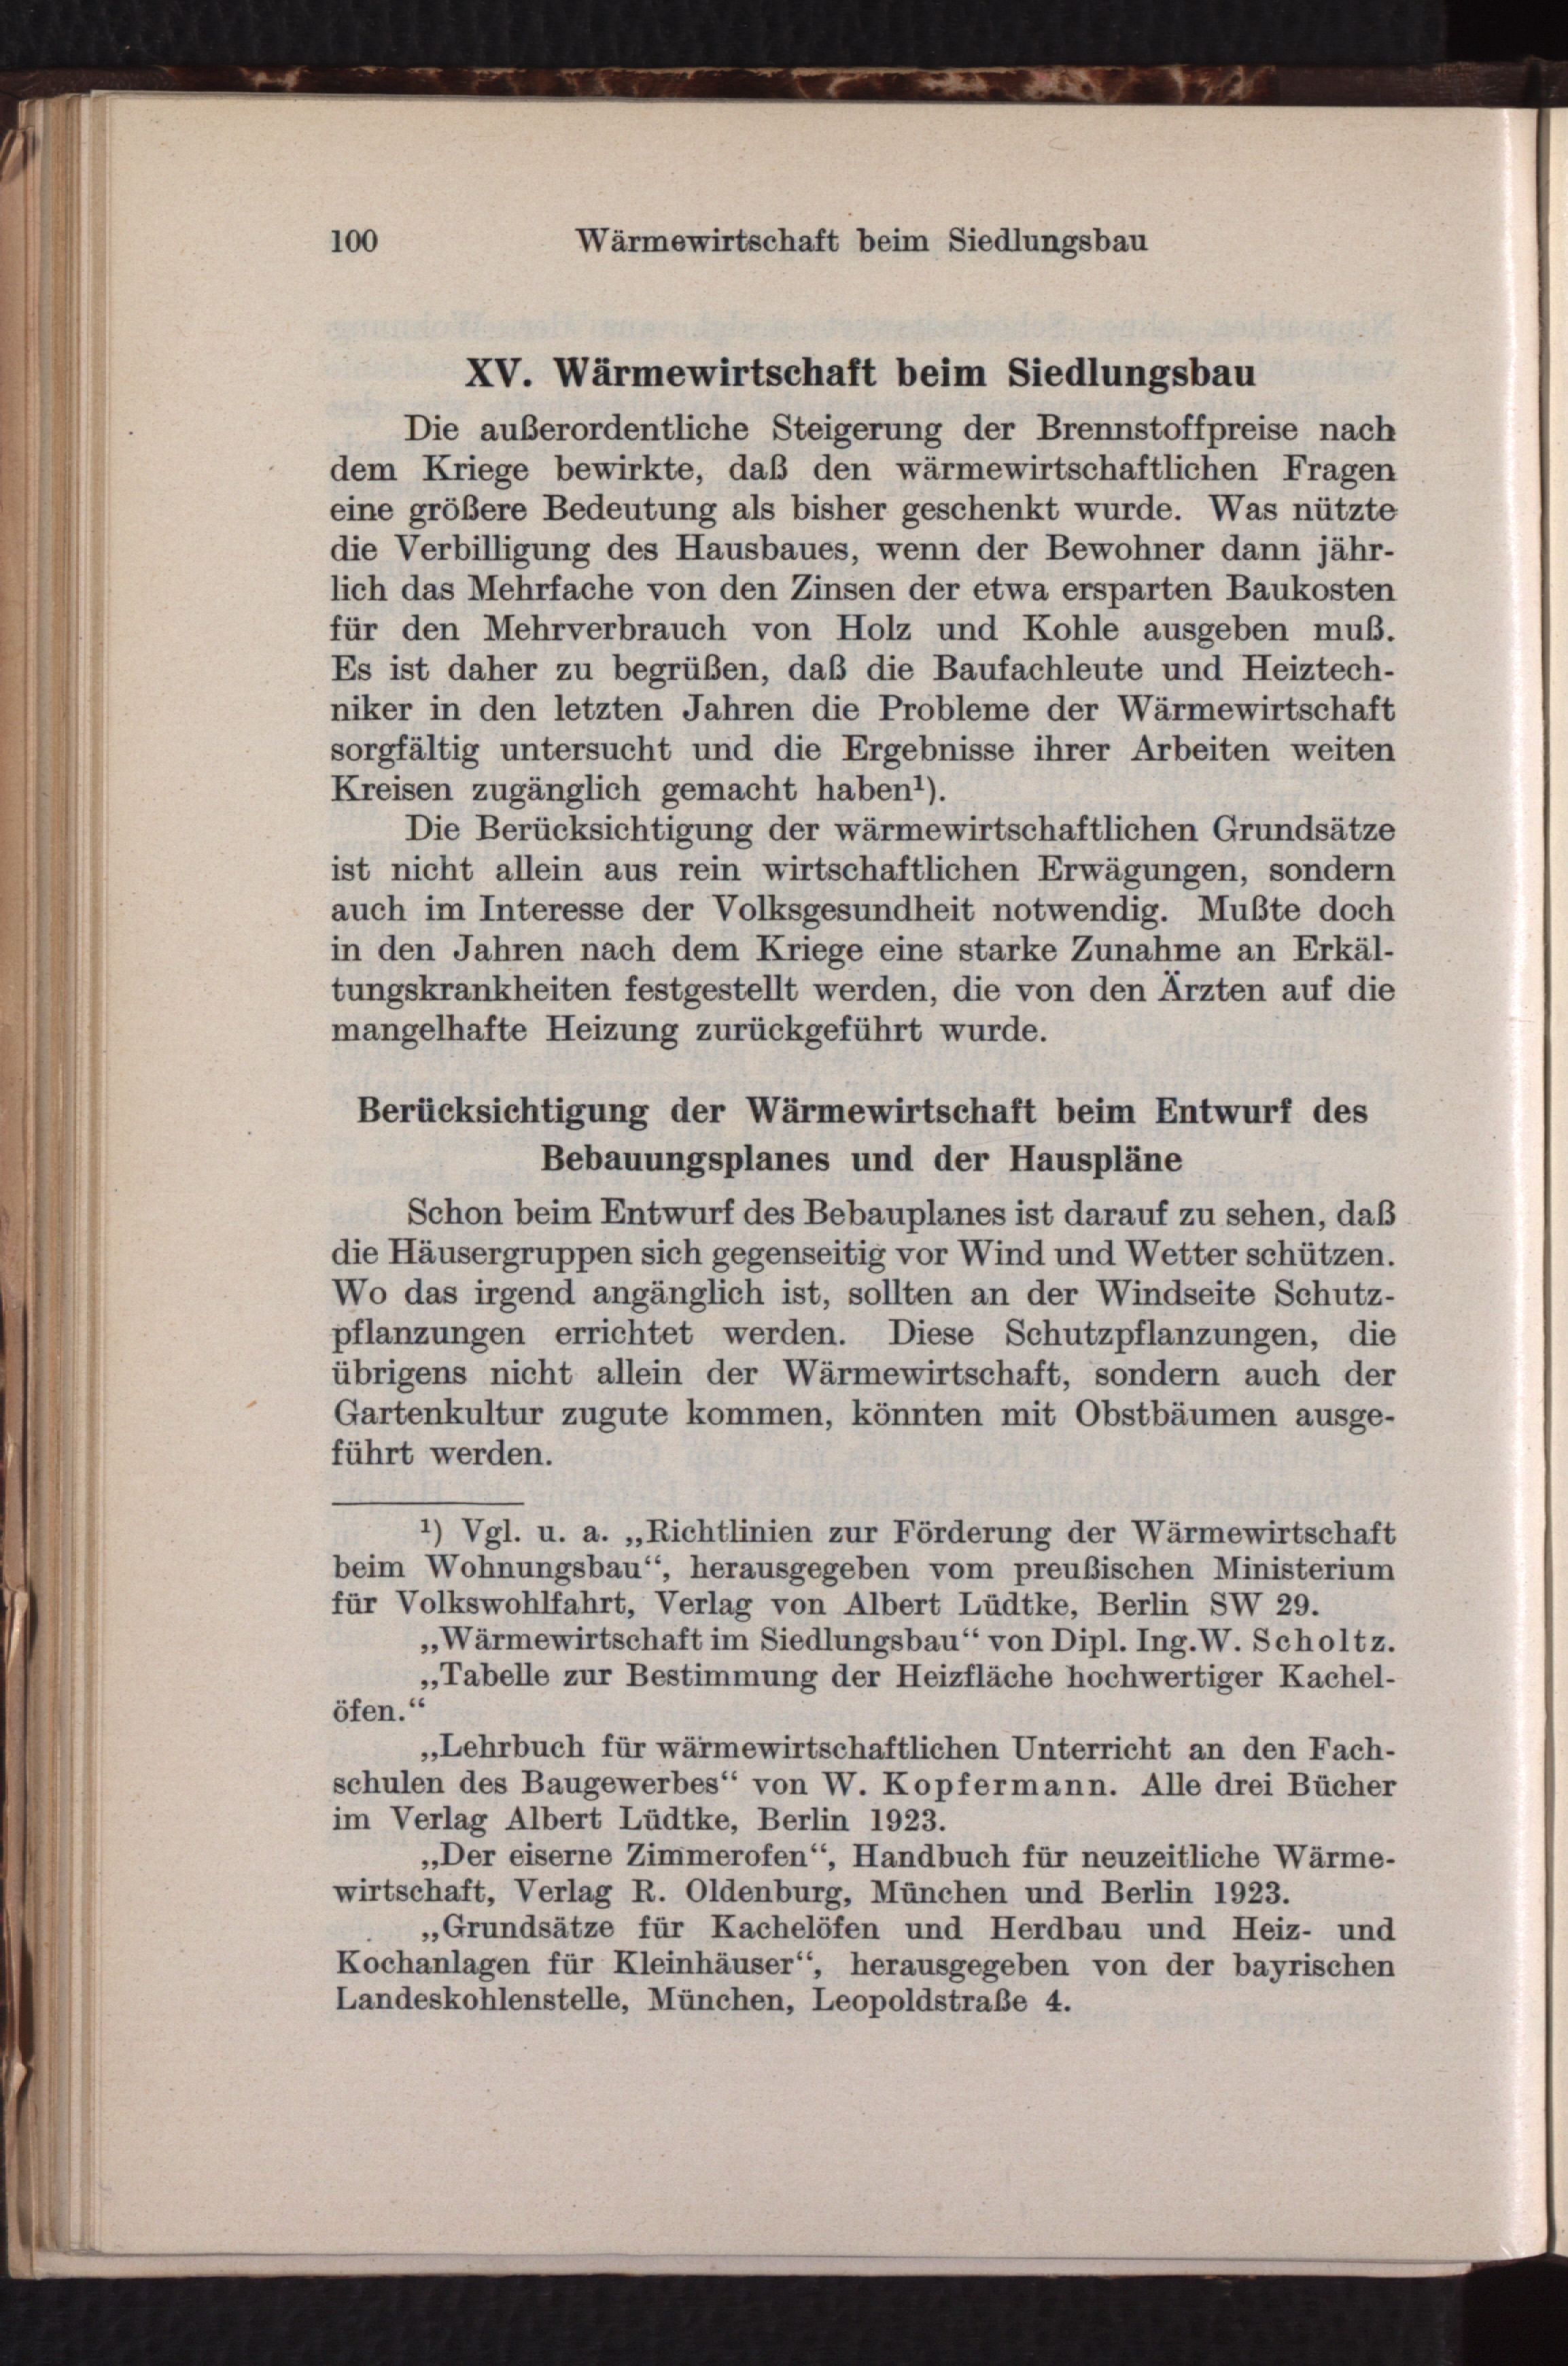 100 Wärmewirtschaft beim Siedlungsbau
XV. Wärmewirtschaft beim Siedlungsbau
Die außerordentliche Steigerung der Brennstoffpreise nach
dem Kriege bewirkte, daß den wärmewirtschaftlichen Fragen
eine größere Bedeutung als bisher geschenkt wurde. Was nützte
die Verbilligung des Hausbaues, wenn der Bewohner dann jähr-
lich das Mehrfache von den Zinsen der etwa ersparten Baukosten
für den Mehrverbrauch von Holz und Kohle ausgeben muß.
Es ist daher zu begrüßen, daß die Baufachleute und Heiztech-
niker in den letzten Jahren die Probleme der Wärmewirtschaft
sorgfältig untersucht und die Ergebnisse ihrer Arbeiten weiten
Kreisen zugänglich gemacht haben¹).
Die Berücksichtigung der wärmewirtschaftlichen Grundsätze
ist nicht allein aus rein wirtschaftlichen Erwägungen, sondern
auch im Interesse der Volksgesundheit notwendig. Mußte doch
in den Jahren nach dem Kriege eine starke Zunahme an Erkäl-
tungskrankheiten festgestellt werden, die von den Ärzten auf die
mangelhafte Heizung zurückgeführt wurde.
Berücksichtigung der Wärmewirtschaft beim Entwurf des
Bebauungsplanes und der Hauspläne
Schon beim Entwurf des Bebauplanes ist darauf zu sehen, daß
die Häusergruppen sich gegenseitig vor Wind und Wetter schützen.
Wo das irgend angänglich ist, sollten an der Windseite Schutz-
pflanzungen errichtet werden. Diese Schutzpflanzungen, die
übrigens nicht allein der Wärmewirtschaft, sondern auch der
Gartenkultur zugute kommen, könnten mit Obstbäumen ausge-
führt werden.
¹) Vgl. u. a. „Richtlinien zur Förderung der Wärmewirtschaft
beim Wohnungsbau“, herausgegeben vom preußischen Ministerium
für Volkswohlfahrt, Verlag von Albert Lüdtke, Berlin SW 29.
„Wärmewirtschaft im Siedlungsbau“ von Dipl. Ing. W. Scholtz.
„Tabelle zur Bestimmung der Heizfläche hochwertiger Kachel-
öfen.“
„Lehrbuch für wärmewirtschaftlichen Unterricht an den Fach-
schulen des Baugewerbes“ von W. Kopfermann. Alle drei Bücher
im Verlag Albert Lüdtke, Berlin 1923.
„Der eiserne Zimmerofen“, Handbuch für neuzeitliche Wärme-
wirtschaft, Verlag R. Oldenburg, München und Berlin 1923.
„Grundsätze für Kachelöfen und Herdbau und Heiz- und
Kochanlagen für Kleinhäuser“, herausgegeben von der bayrischen
Landeskohlenstelle, München, Leopoldstraße 4.